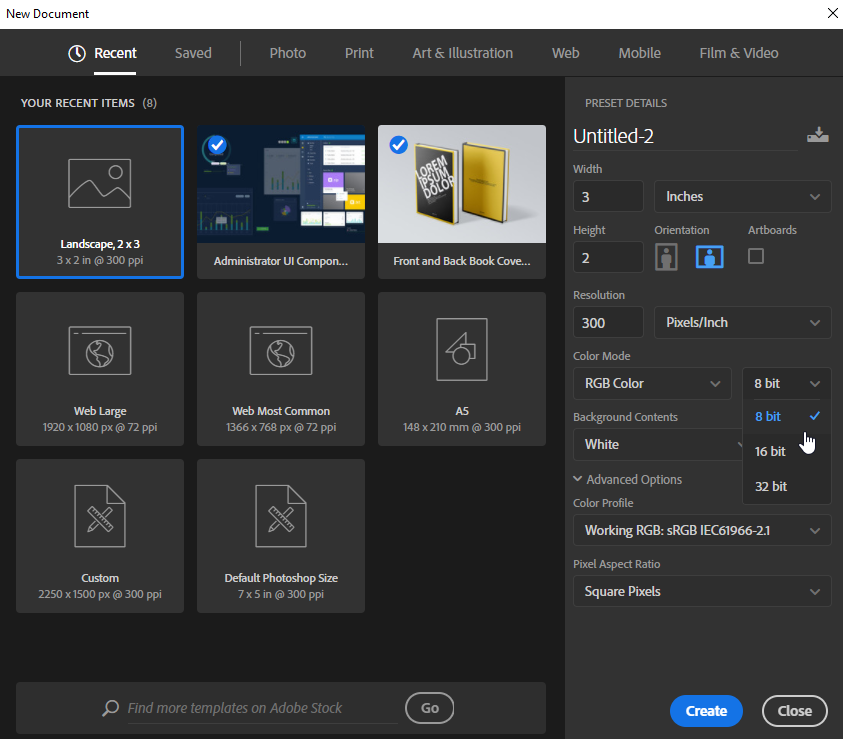 New Document
Recent
Saved
Photo
Print
Art & Illustration
Web
Mobile
Film & Video
YOUR RECENT ITEMS (8)
Landscape, 2 x 3
3 x 2 in @ 300 ppi
Administrator UI Compon...
LOREM
IPSUM
DOLOR
Front and Back Book Cove...
Web Large
1920 x 1080 px @ 72 ppi
Web Most Common
1366 x 768 px @ 72 ppi
A5
148 x 210 mm @ 300 ppi
Custom
2250 x 1500 px @ 300 ppi
Default Photoshop Size
7 x 5 in @ 300 ppi
Find more templates on Adobe Stock
Go
PRESET DETAILS
Untitled-2
Width
3
Inches
Height
Orientation
Artboards
2
Resolution
300
Pixels/Inch
Color Mode
RGB Color
8 bit
8 bit
16 bit
32 bit
Background Contents
White
Advanced Options
Color Profile
Working RGB: sRGB IEC61966-2.1
Pixel Aspect Ratio
Square Pixels
Create
Close